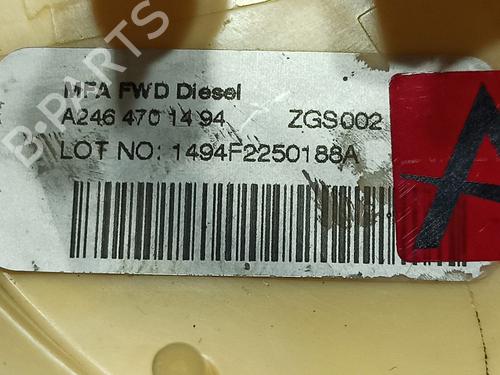 MFA FWD Diesel
A246 470 14 94 ZGS002
LOT NO: 1494F2250188A
B-PARTS